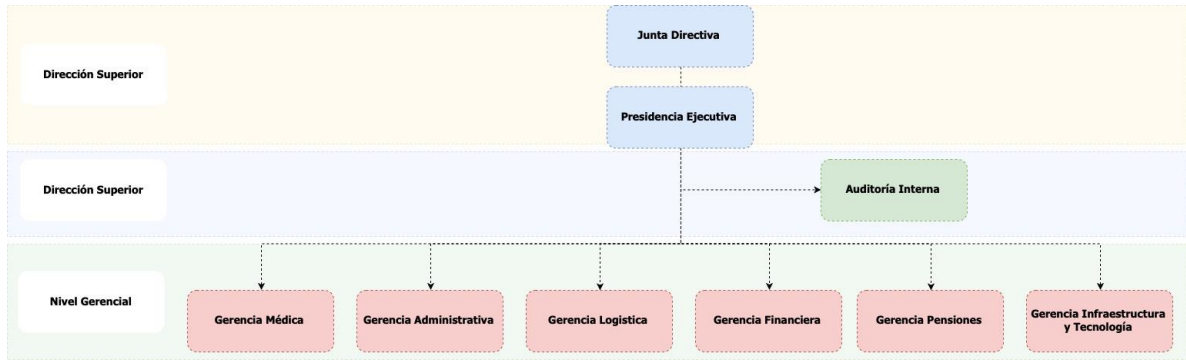 Junta Directiva
Dirección Superior
Presidencia Ejecutiva
Dirección Superior
Auditoría Interna
Nivel Gerencial
Gerencia Médica
Gerencia Administrativa
Gerencia Logistica
Gerencia Financiera
Gerencia Pensiones
Gerencia Infraestructura
y Tecnología